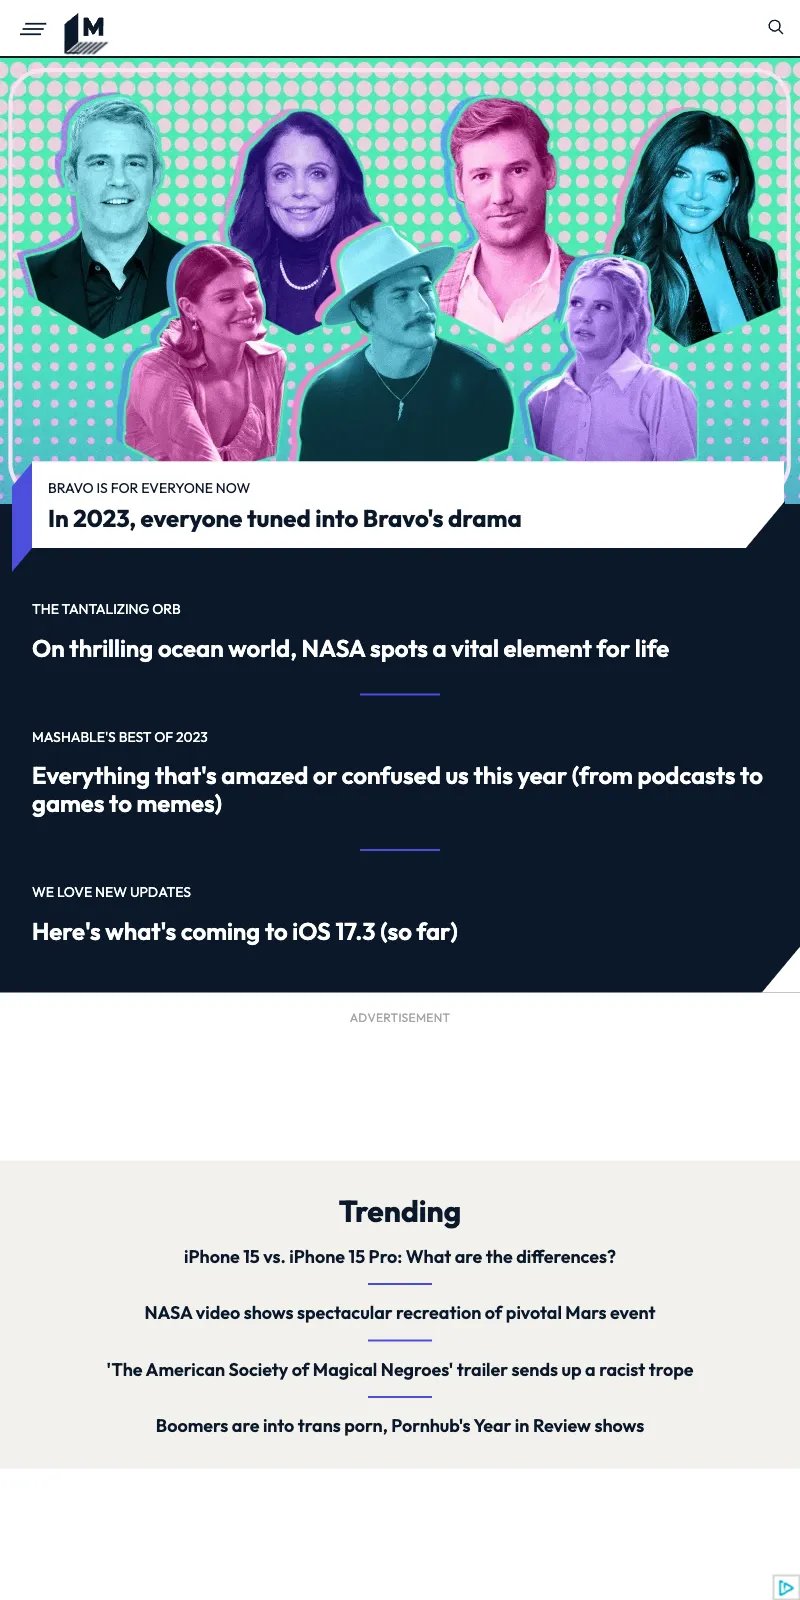 M
BRAVO IS FOR EVERYONE NOW
In 2023, everyone tuned into Bravo's drama
THE TANTALIZING ORB
On thrilling ocean world, NASA spots a vital element for life
MASHABLE'S BEST OF 2023
Everything that's amazed or confused us this year (from podcasts to
games to memes)
WE LOVE NEW UPDATES
Here's what's coming to iOS 17.3 (so far)
ADVERTISEMENT
Trending
iPhone 15 vs. iPhone 15 Pro: What are the differences?
NASA video shows spectacular recreation of pivotal Mars event
'The American Society of Magical Negroes' trailer sends up a racist trope
Boomers are into trans porn, Pornhub's Year in Review shows